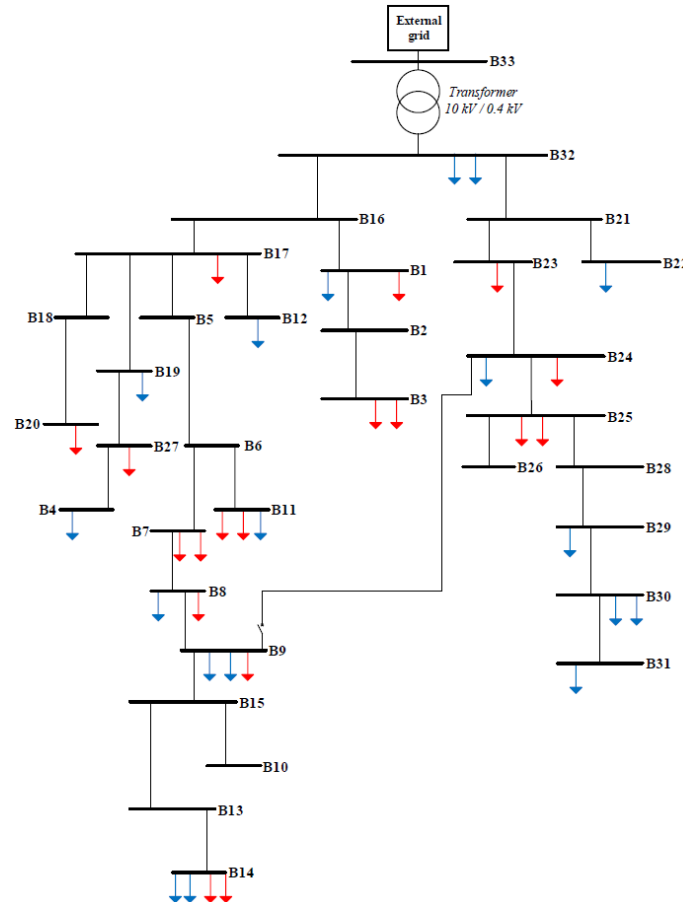 External
grid
B33
Transformer
10 kV / 0.4 kV
B32
B16
B21
B17
B23
B22
B1
B18
B5
B12
B2
B24
B19
B3
B20
B25
B27
B6
B26
B28
B4
B11
B7
B29
B8
B30
B9
B31
B15
B10
B13
B14